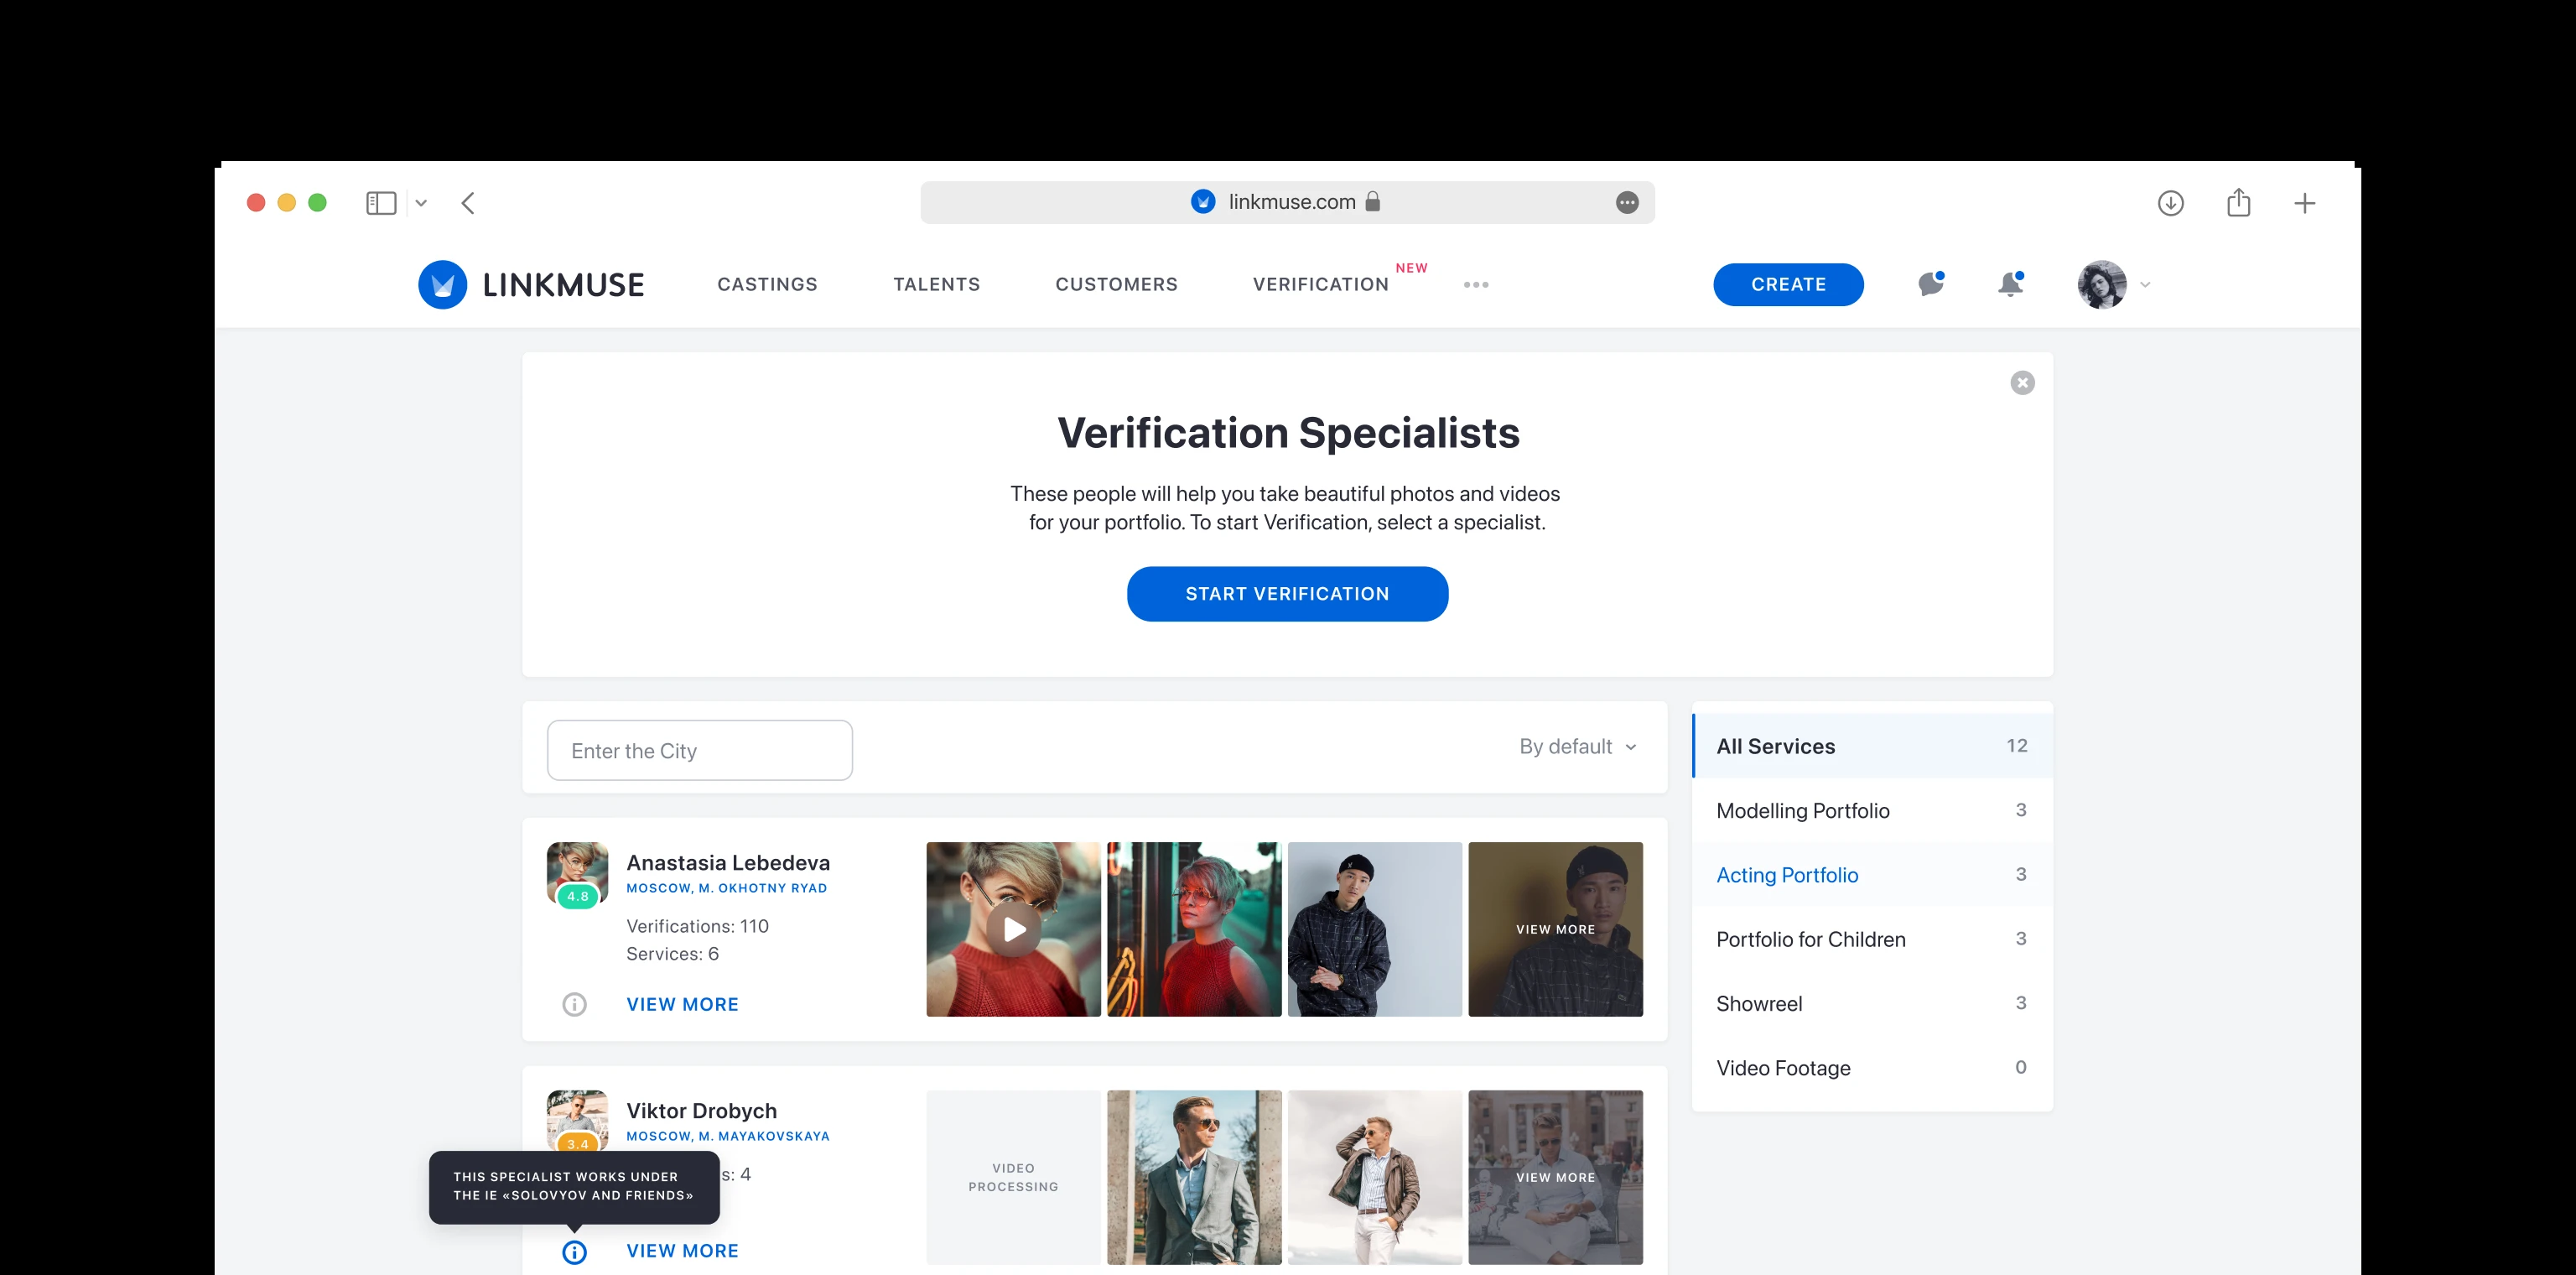 linkmuse.com
LINKMUSE
CASTINGS
TALENTS
CUSTOMERS
VERIFICATION
NEW
CREATE
Verification Specialists
These people will help you take beautiful photos and videos
for your portfolio. To start Verification, select a specialist.
START VERIFICATION
Enter the City
By default
All Services 12
Modelling Portfolio 3
Acting Portfolio 3
Portfolio for Children 3
Showreel 3
Video Footage 0
4.8
Anastasia Lebedeva
MOSCOW, M. OKHOTNY RYAD
Verifications: 110
Services: 6
VIEW MORE
VIEW MORE
3.4
Viktor Drobych
MOSCOW, M. MAYAKOVSKAYA
s: 4
THIS SPECIALIST WORKS UNDER
THE IE «SOLOVYOV AND FRIENDS»
VIEW MORE
VIDEO
PROCESSING
VIEW MORE